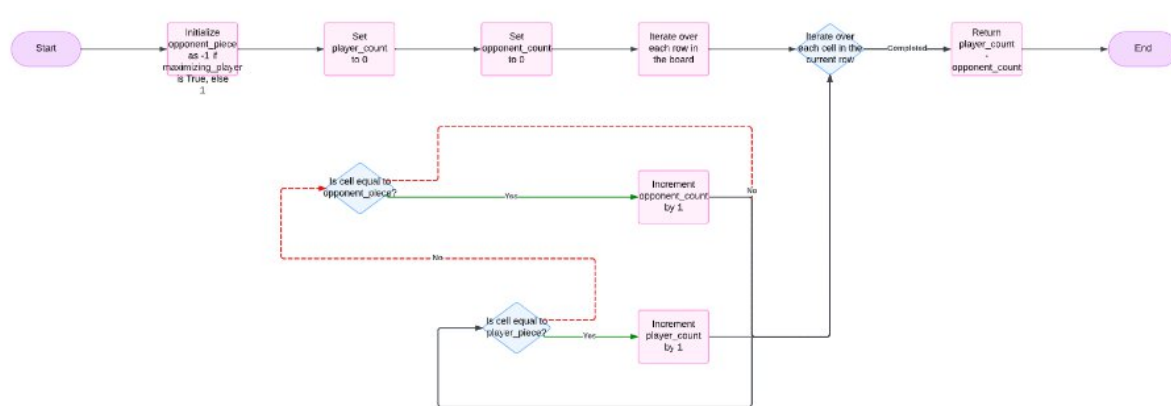 Start
Initialize
opponent_piece
as -1 if
maximizing_player
is True, else
1
Set
player_count
to 0
Set
opponent_count
to 0
Iterate over
each row in
the board
Iterate over
each cell in the
current row
Completed
Return
player_count
-
opponent_count
End
Is cell equal to
opponent_piece?
Yes
Increment
opponent_count
by 1
No
No
Is cell equal to
player_piece?
Yes
Increment
player_count
by 1